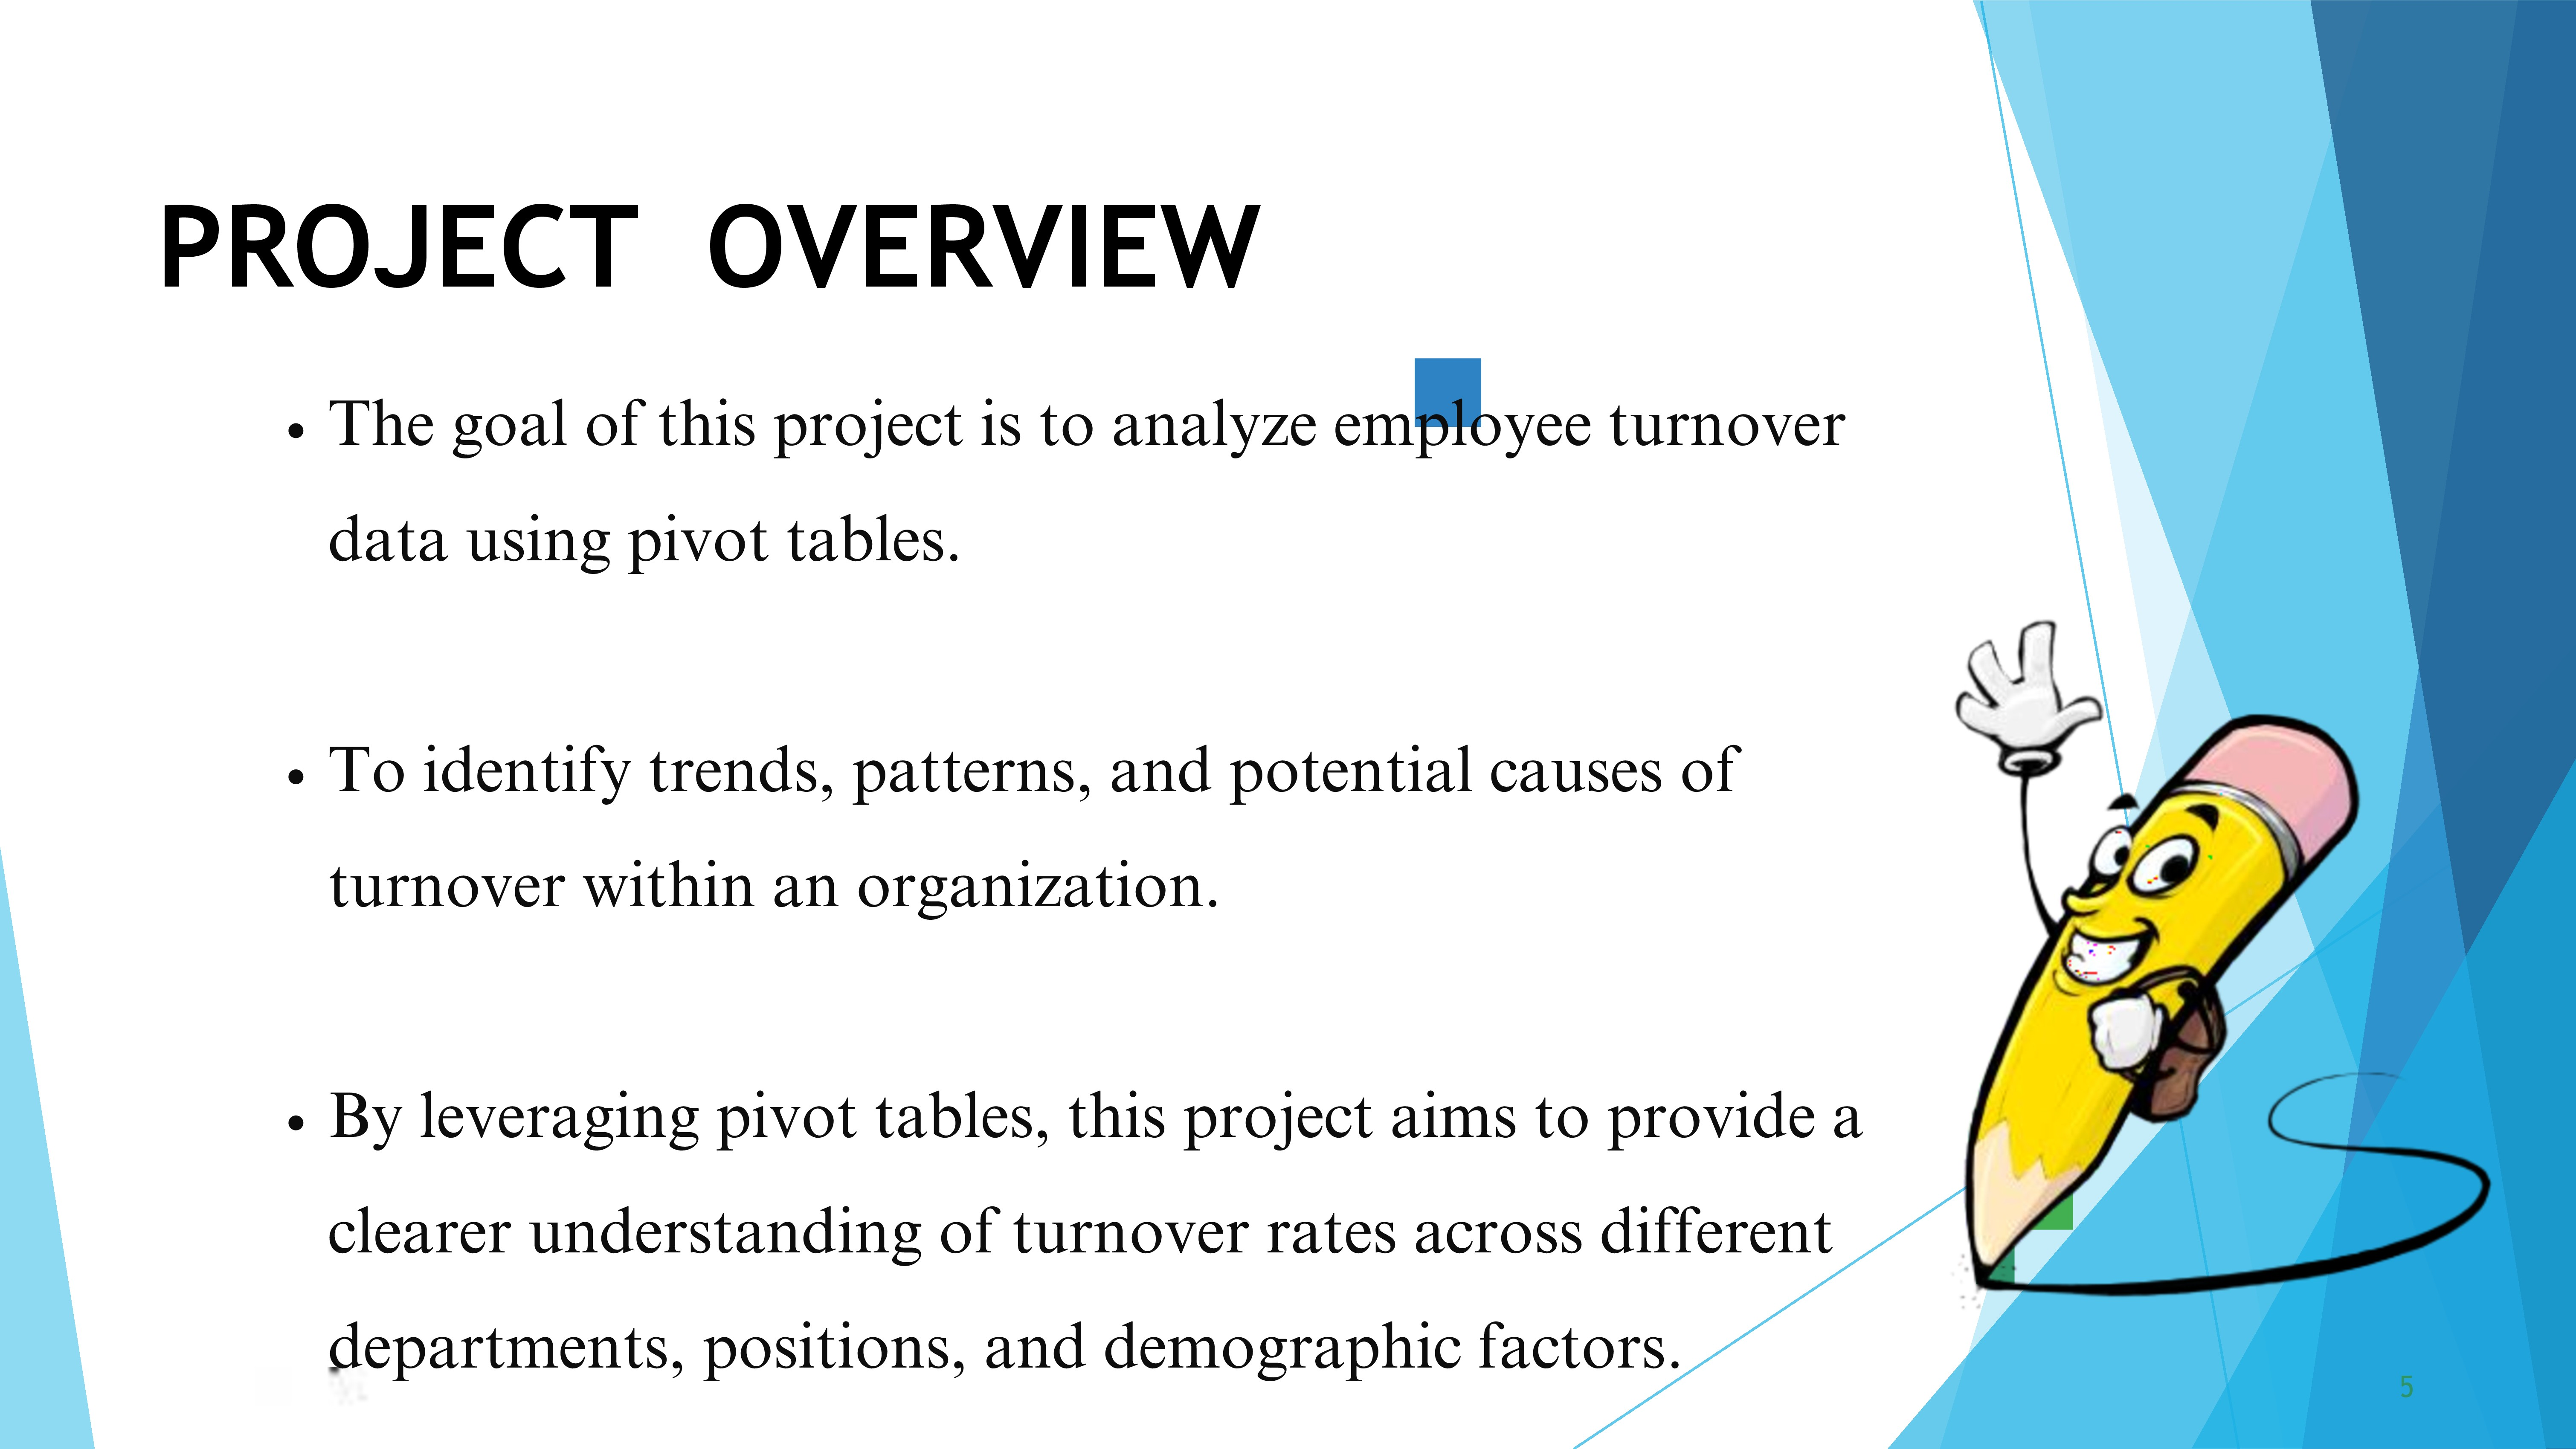 PROJECT OVERVIEW
• The goal of this project is to analyze employee turnover
data using pivot tables.
• To identify trends, patterns, and potential causes of
turnover within an organization.
• By leveraging pivot tables, this project aims to provide a
clearer understanding of turnover rates across different
departments, positions, and demographic factors.
5